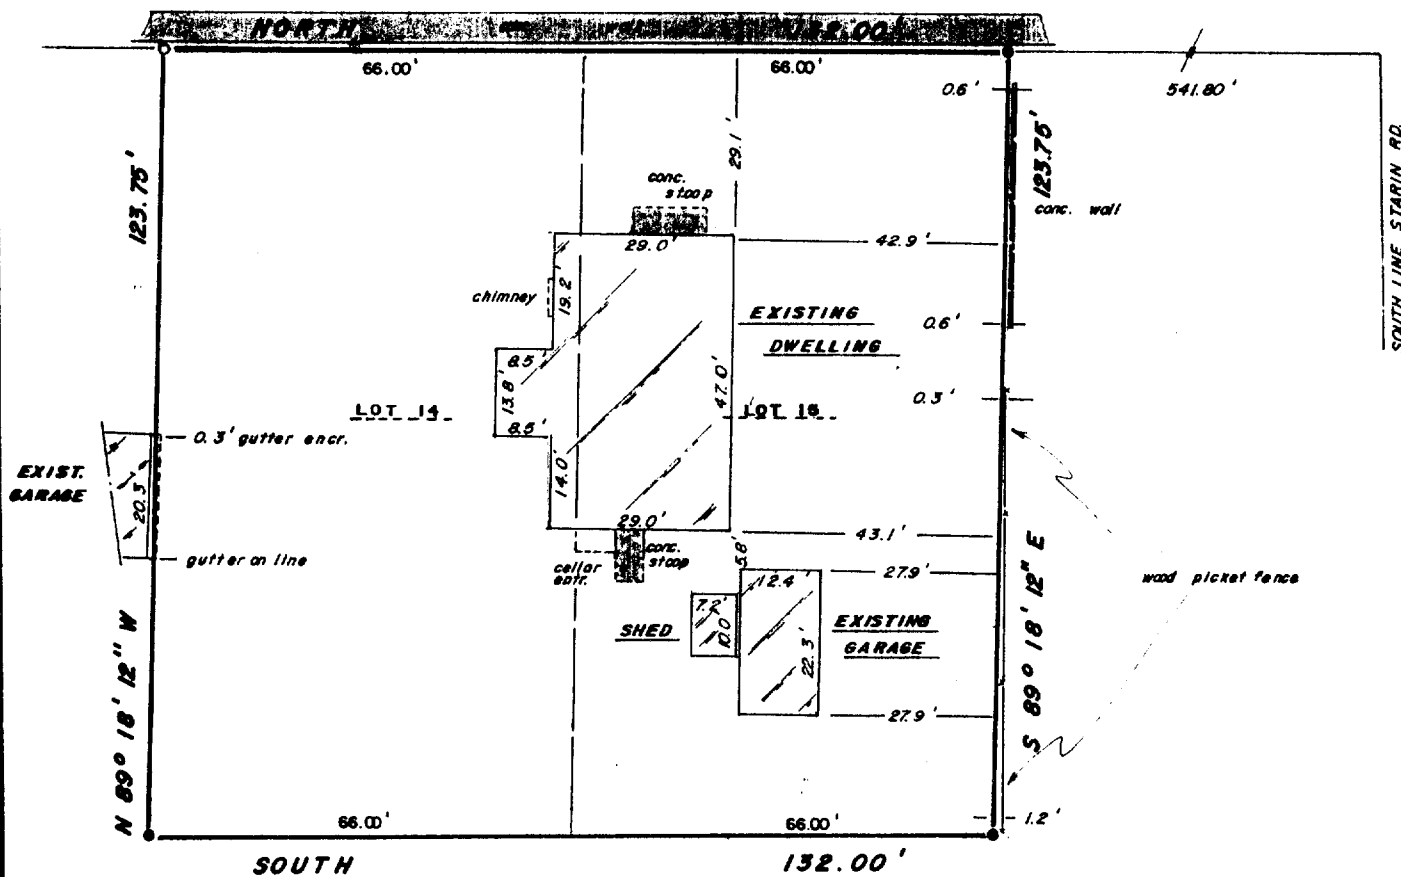 NORTH 132.00'
66.00' 66.00'
0.6' 541.80'
123.75'
123.75'
SOUTH LINE STARIN RD.
29.1'
conc.
stoop
conc. wall
29.0' 42.9'
19.2'
chimney
EXISTING
DWELLING
0.6'
8.5'
13.8'
8.5'
47.0'
0.3'
LOT 14 LOT 15
0.3' gutter encr.
EXIST.
GARAGE
20.3'
14.0'
gutter on line
29.0' 43.1'
cellar
entr.
conc.
stoop
5.8'
12.4' 27.9'
wood picket fence
7.2'
10.0'
SHED
EXISTING
GARAGE
22.3'
27.9'
N 89° 18' 12" W
S 89° 18' 12" E
66.00' 66.00' 1.2'
SOUTH 132.00'